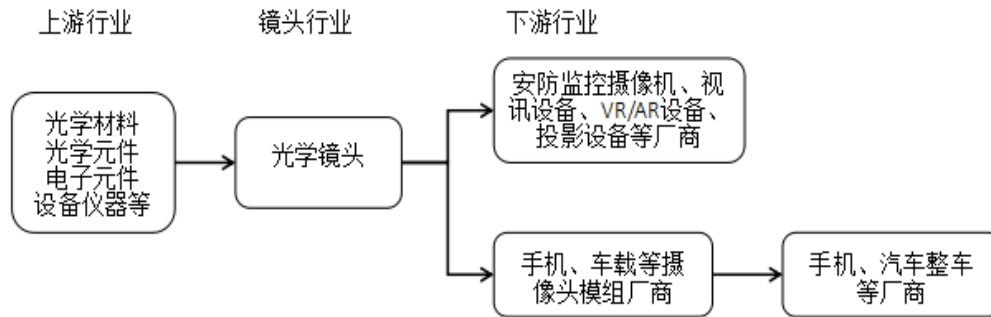 上游行业
镜头行业
下游行业
光学材料
光学元件
电子元件
设备仪器等
光学镜头
安防监控摄像机、视
讯设备、VR/AR设备、
投影设备等厂商
手机、车载等摄
像头模组厂商
手机、汽车整车
等厂商